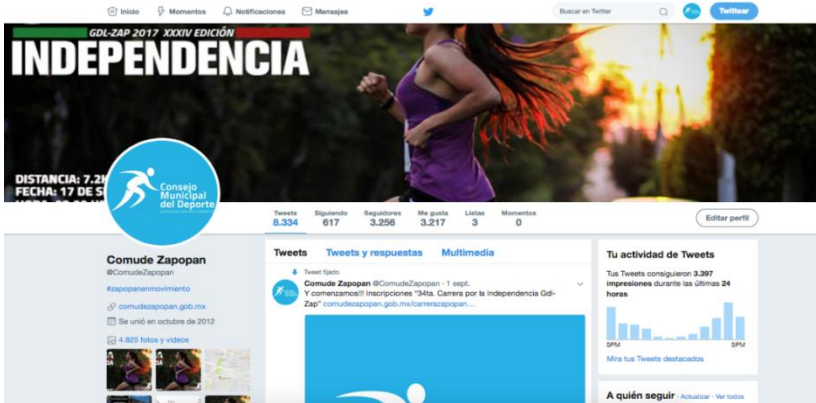 Inicio Momentos Notificaciones Mensajes Buscar en Twitter Twittear
GDL-ZAP 2017 XXXIV EDICIÓN
INDEPENDENCIA
DISTANCIA: 7.2
FECHA: 17 DE S
Consejo
Municipal
del Deporte
Tweets Siguiendo Seguidores Me gusta Listas Momentos
8.334 617 3.256 3.217 3 0
Editar perfil
Comude Zapopan
@ComudeZapopan
#zapopanenmovimiento
comudezapopan.gob.mx
Se unió en octubre de 2012
4.825 fotos y videos
Tweets Tweets y respuestas Multimedia
Tweet fijado
Comude Zapopan @ComudeZapopan · 1 sept.
Y comenzamos!!! Inscripciones "34ta. Carrera por la Independencia Gdl-
Zap" comudezapopan.gob.mx/carrerazapopan...
Tu actividad de Tweets
Tus Tweets consiguieron 3.397
impresiones durante las últimas 24
horas
5PM 5PM
Mira tus Tweets destacados
A quién seguir · Actualizar · Ver todos